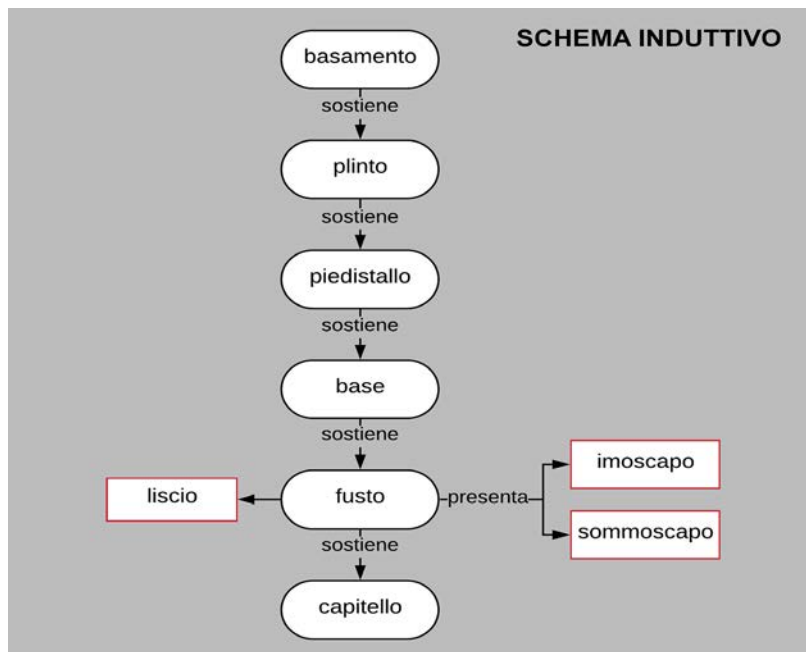 SCHEMA INDUTTIVO
basamento
sostiene
plinto
sostiene
piedistallo
sostiene
base
sostiene
liscio
fusto
presenta
imoscapo
sommoscapo
sostiene
capitello